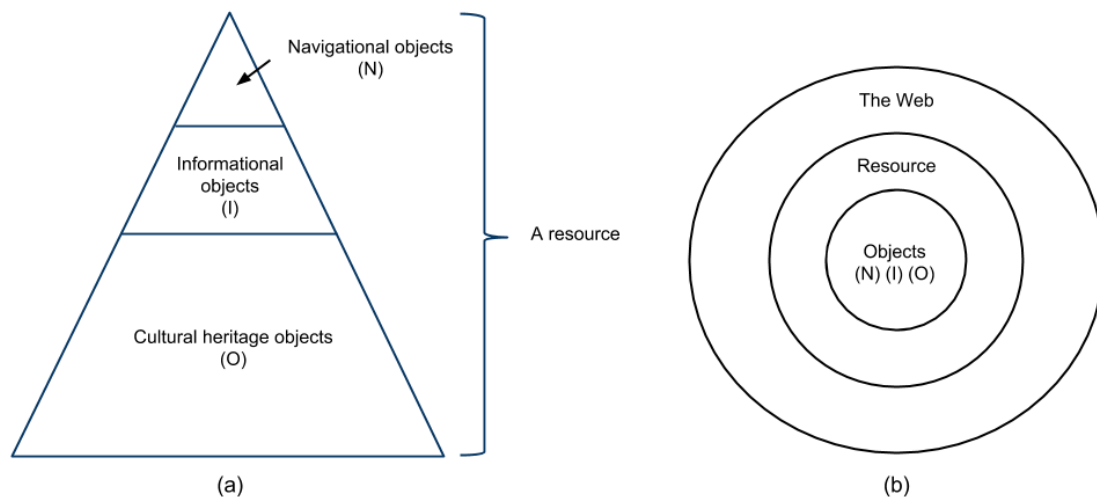 Navigational objects
(N)
Informational
objects
(I)
A resource
Cultural heritage objects
(O)
(a)
The Web
Resource
Objects
(N) (I) (O)
(b)